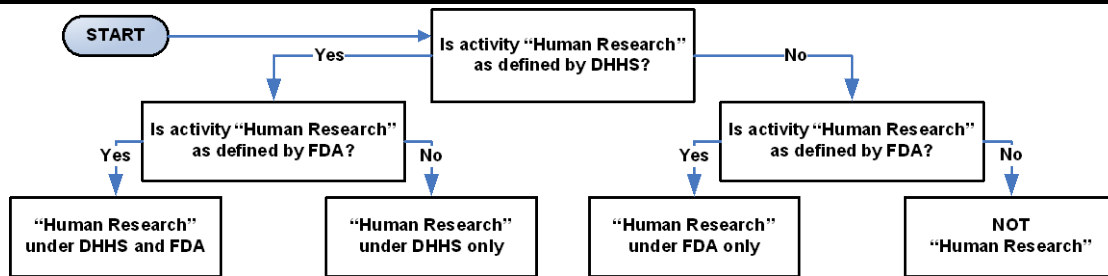 START
Is activity “Human Research”
as defined by DHHS?
Yes
No
Is activity “Human Research”
as defined by FDA?
Is activity “Human Research”
as defined by FDA?
Yes
No
Yes
No
“Human Research”
under DHHS and FDA
“Human Research”
under DHHS only
“Human Research”
under FDA only
NOT
“Human Research”